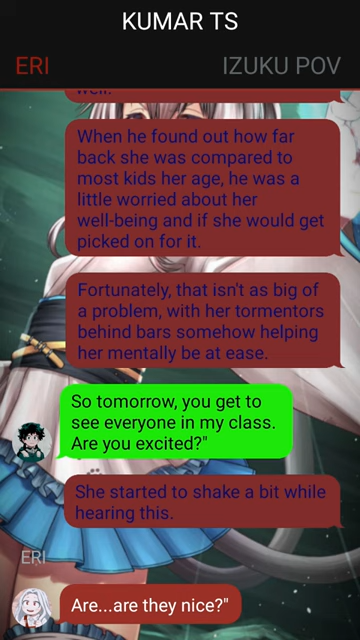 KUMAR TS
ERI
IZUKU POV
well.
When he found out how far
back she was compared to
most kids her age, he was a
little worried about her
well-being and if she would get
picked on for it.
Fortunately, that isn't as big of
a problem, with her tormentors
behind bars somehow helping
her mentally be at ease.
So tomorrow, you get to
see everyone in my class.
Are you excited?"
She started to shake a bit while
hearing this.
ERI
Are...are they nice?"